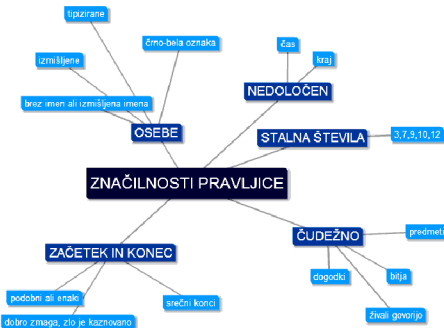 tipizirane
črno-bela oznaka
izmišljene
brez imen ali izmišljena imena
OSEBE
čas
kraj
NEDOLOČEN
STALNA ŠTEVILA
3,7,9,10,12
ZNAČILNOSTI PRAVLJICE
ČUDEŽNO
predmeti
dogodki
bitja
živali govorijo
ZAČETEK IN KONEC
podobni ali enaki
srečni konci
dobro zmaga, zlo je kaznovano